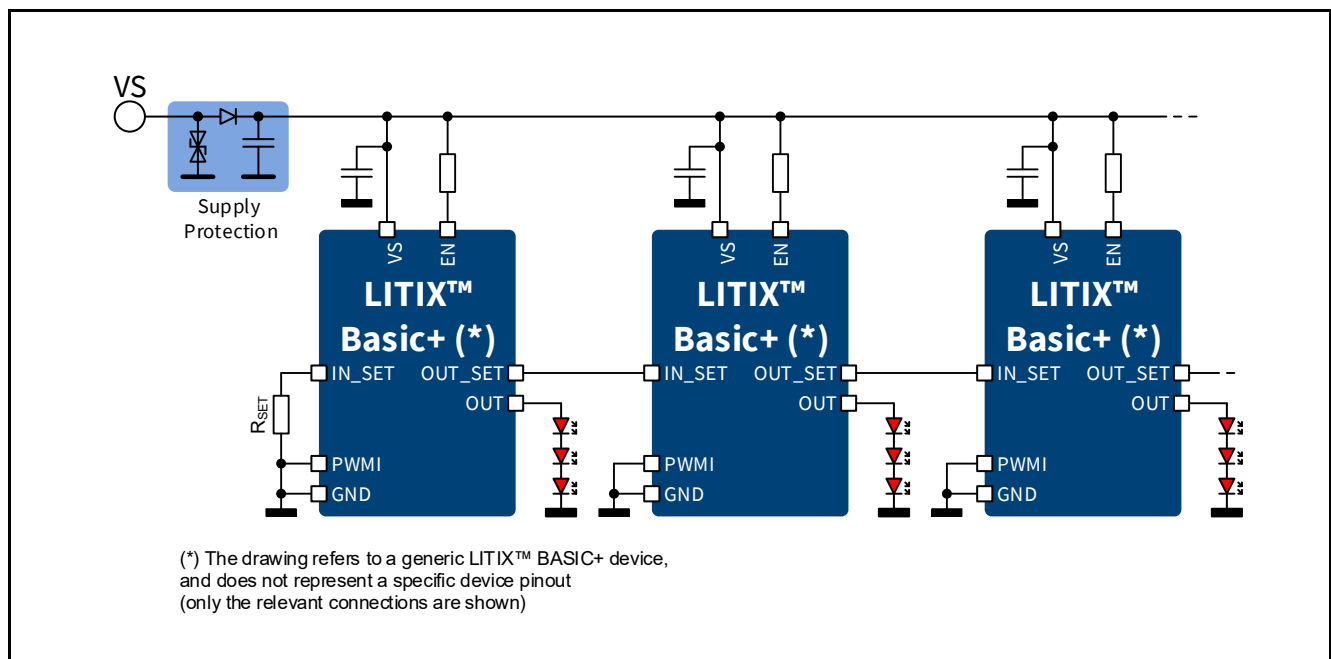 VS
Supply
Protection
VS
EN
LITIX™
Basic+ (*)
IN_SET
OUT_SET
OUT
RSET
PWMI
GND
VS
EN
LITIX™
Basic+ (*)
IN_SET
OUT_SET
OUT
PWMI
GND
VS
EN
LITIX™
Basic+ (*)
IN_SET
OUT_SET
OUT
PWMI
GND
(*) The drawing refers to a generic LITIX™ BASIC+ device,
and does not represent a specific device pinout
(only the relevant connections are shown)